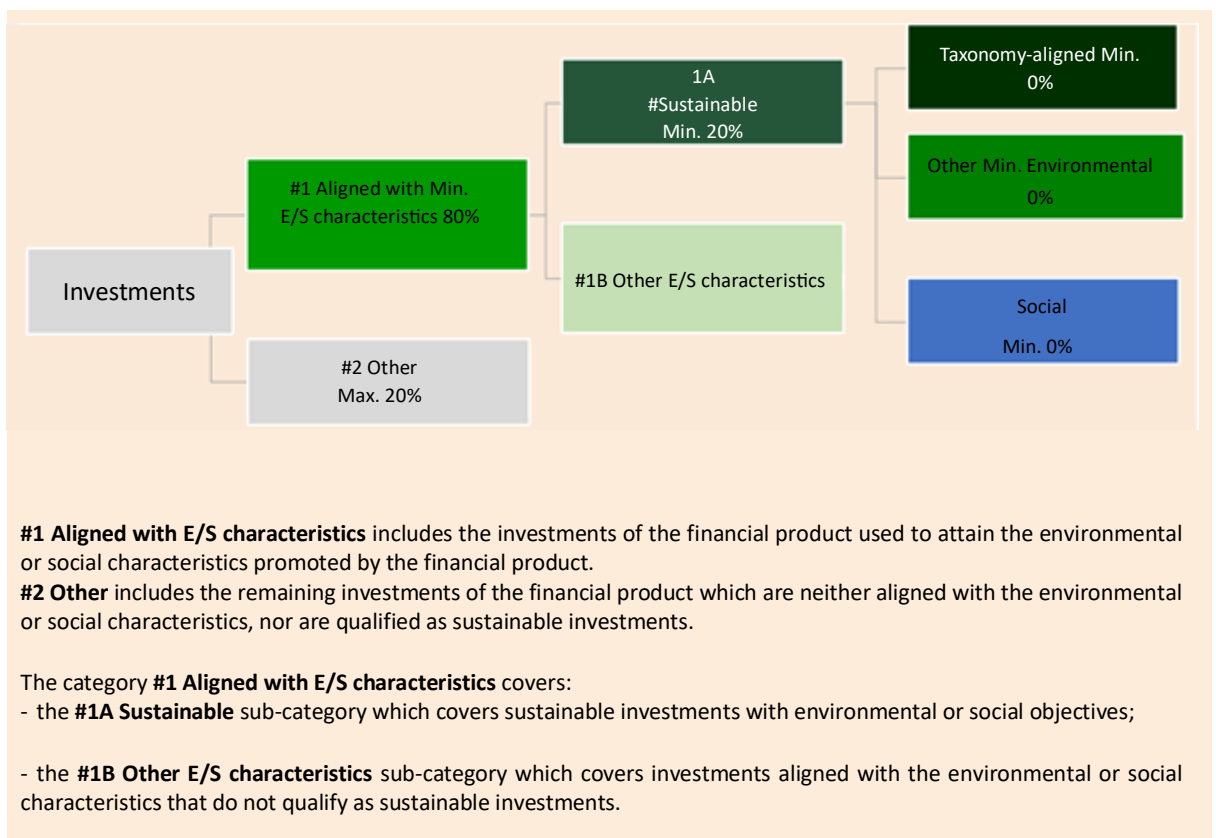 Investments
#1 Aligned with Min.
E/S characteristics 80%
#2 Other
Max. 20%
1A
#Sustainable
Min. 20%
#1B Other E/S characteristics
Taxonomy-aligned Min.
0%
Other Min. Environmental
0%
Social
Min. 0%
#1 Aligned with E/S characteristics includes the investments of the financial product used to attain the environmental
or social characteristics promoted by the financial product.
#2 Other includes the remaining investments of the financial product which are neither aligned with the environmental
or social characteristics, nor are qualified as sustainable investments.
The category #1 Aligned with E/S characteristics covers:
- the #1A Sustainable sub-category which covers sustainable investments with environmental or social objectives;
- the #1B Other E/S characteristics sub-category which covers investments aligned with the environmental or social
characteristics that do not qualify as sustainable investments.